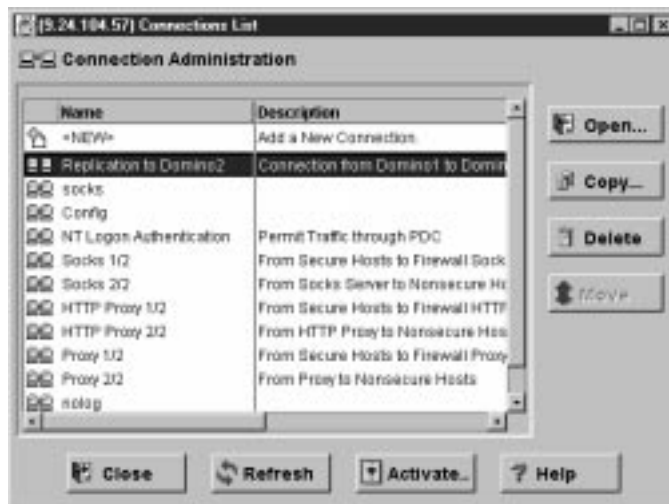 (9.24.104.57) Connections List
Connection Administration
Name Description
<NEW> Add a New Connection
Replication to Domino2 Connection from Domino1 to Domin
socks
Config
NT Logon Authentication Permit Traffic through PDC
Socks 1/2 From Secure Hosts to Firewall Sock
Socks 2/2 From Socks Server to Nonsecure Ho
HTTP Proxy 1/2 From Secure Hosts to Firewall HTTP
HTTP Proxy 2/2 From HTTP Proxy to Nonsecure Hos
Proxy 1/2 From Secure Hosts to Firewall Proxy
Proxy 2/2 From Proxy to Nonsecure Hosts
nolog
Open...
Copy...
Delete
Move
Close Refresh Activate... Help